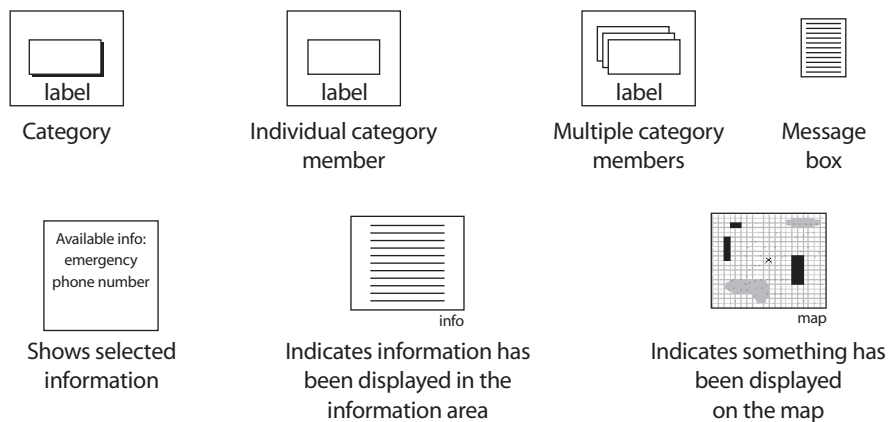 label
label
label
Category
Individual category
member
Multiple category
members
Message
box
Available info:
emergency
phone number
info
map
Shows selected
information
Indicates information has
been displayed in the
information area
Indicates something has
been displayed
on the map